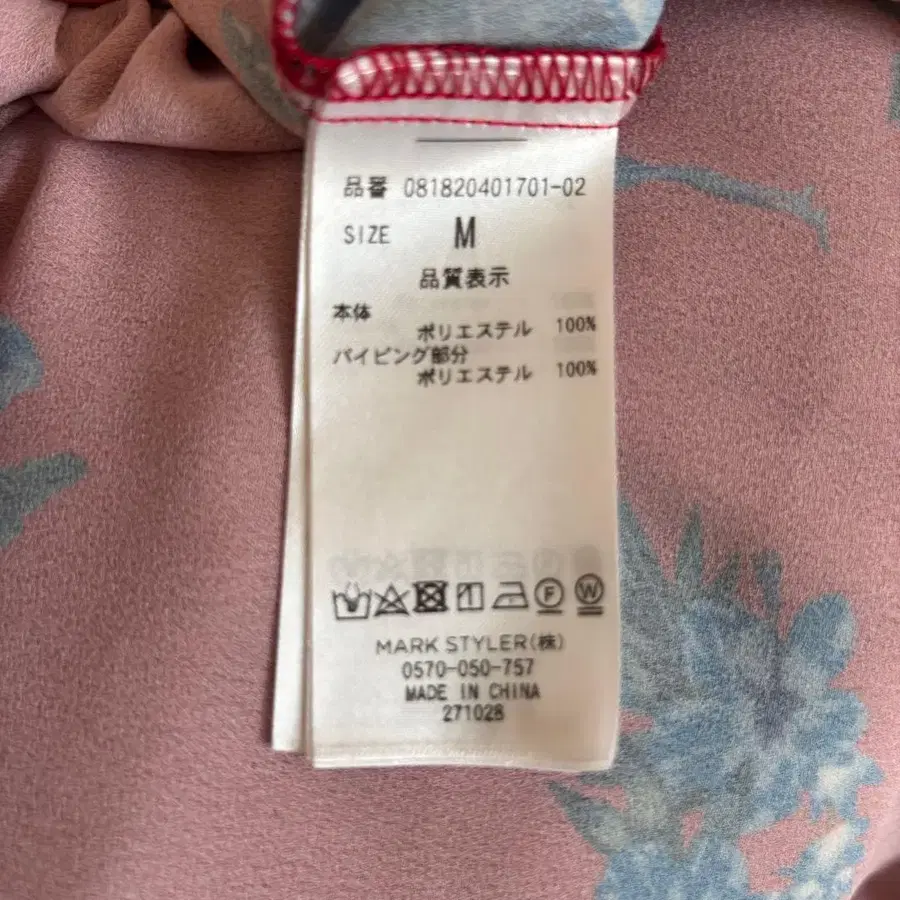 品番 081820401701-02
SIZE M
品質表示
本体
ポリエステル 100%
パイピング部分
ポリエステル 100%
F W
MARK STYLER(株)
0570-050-757
MADE IN CHINA
271028